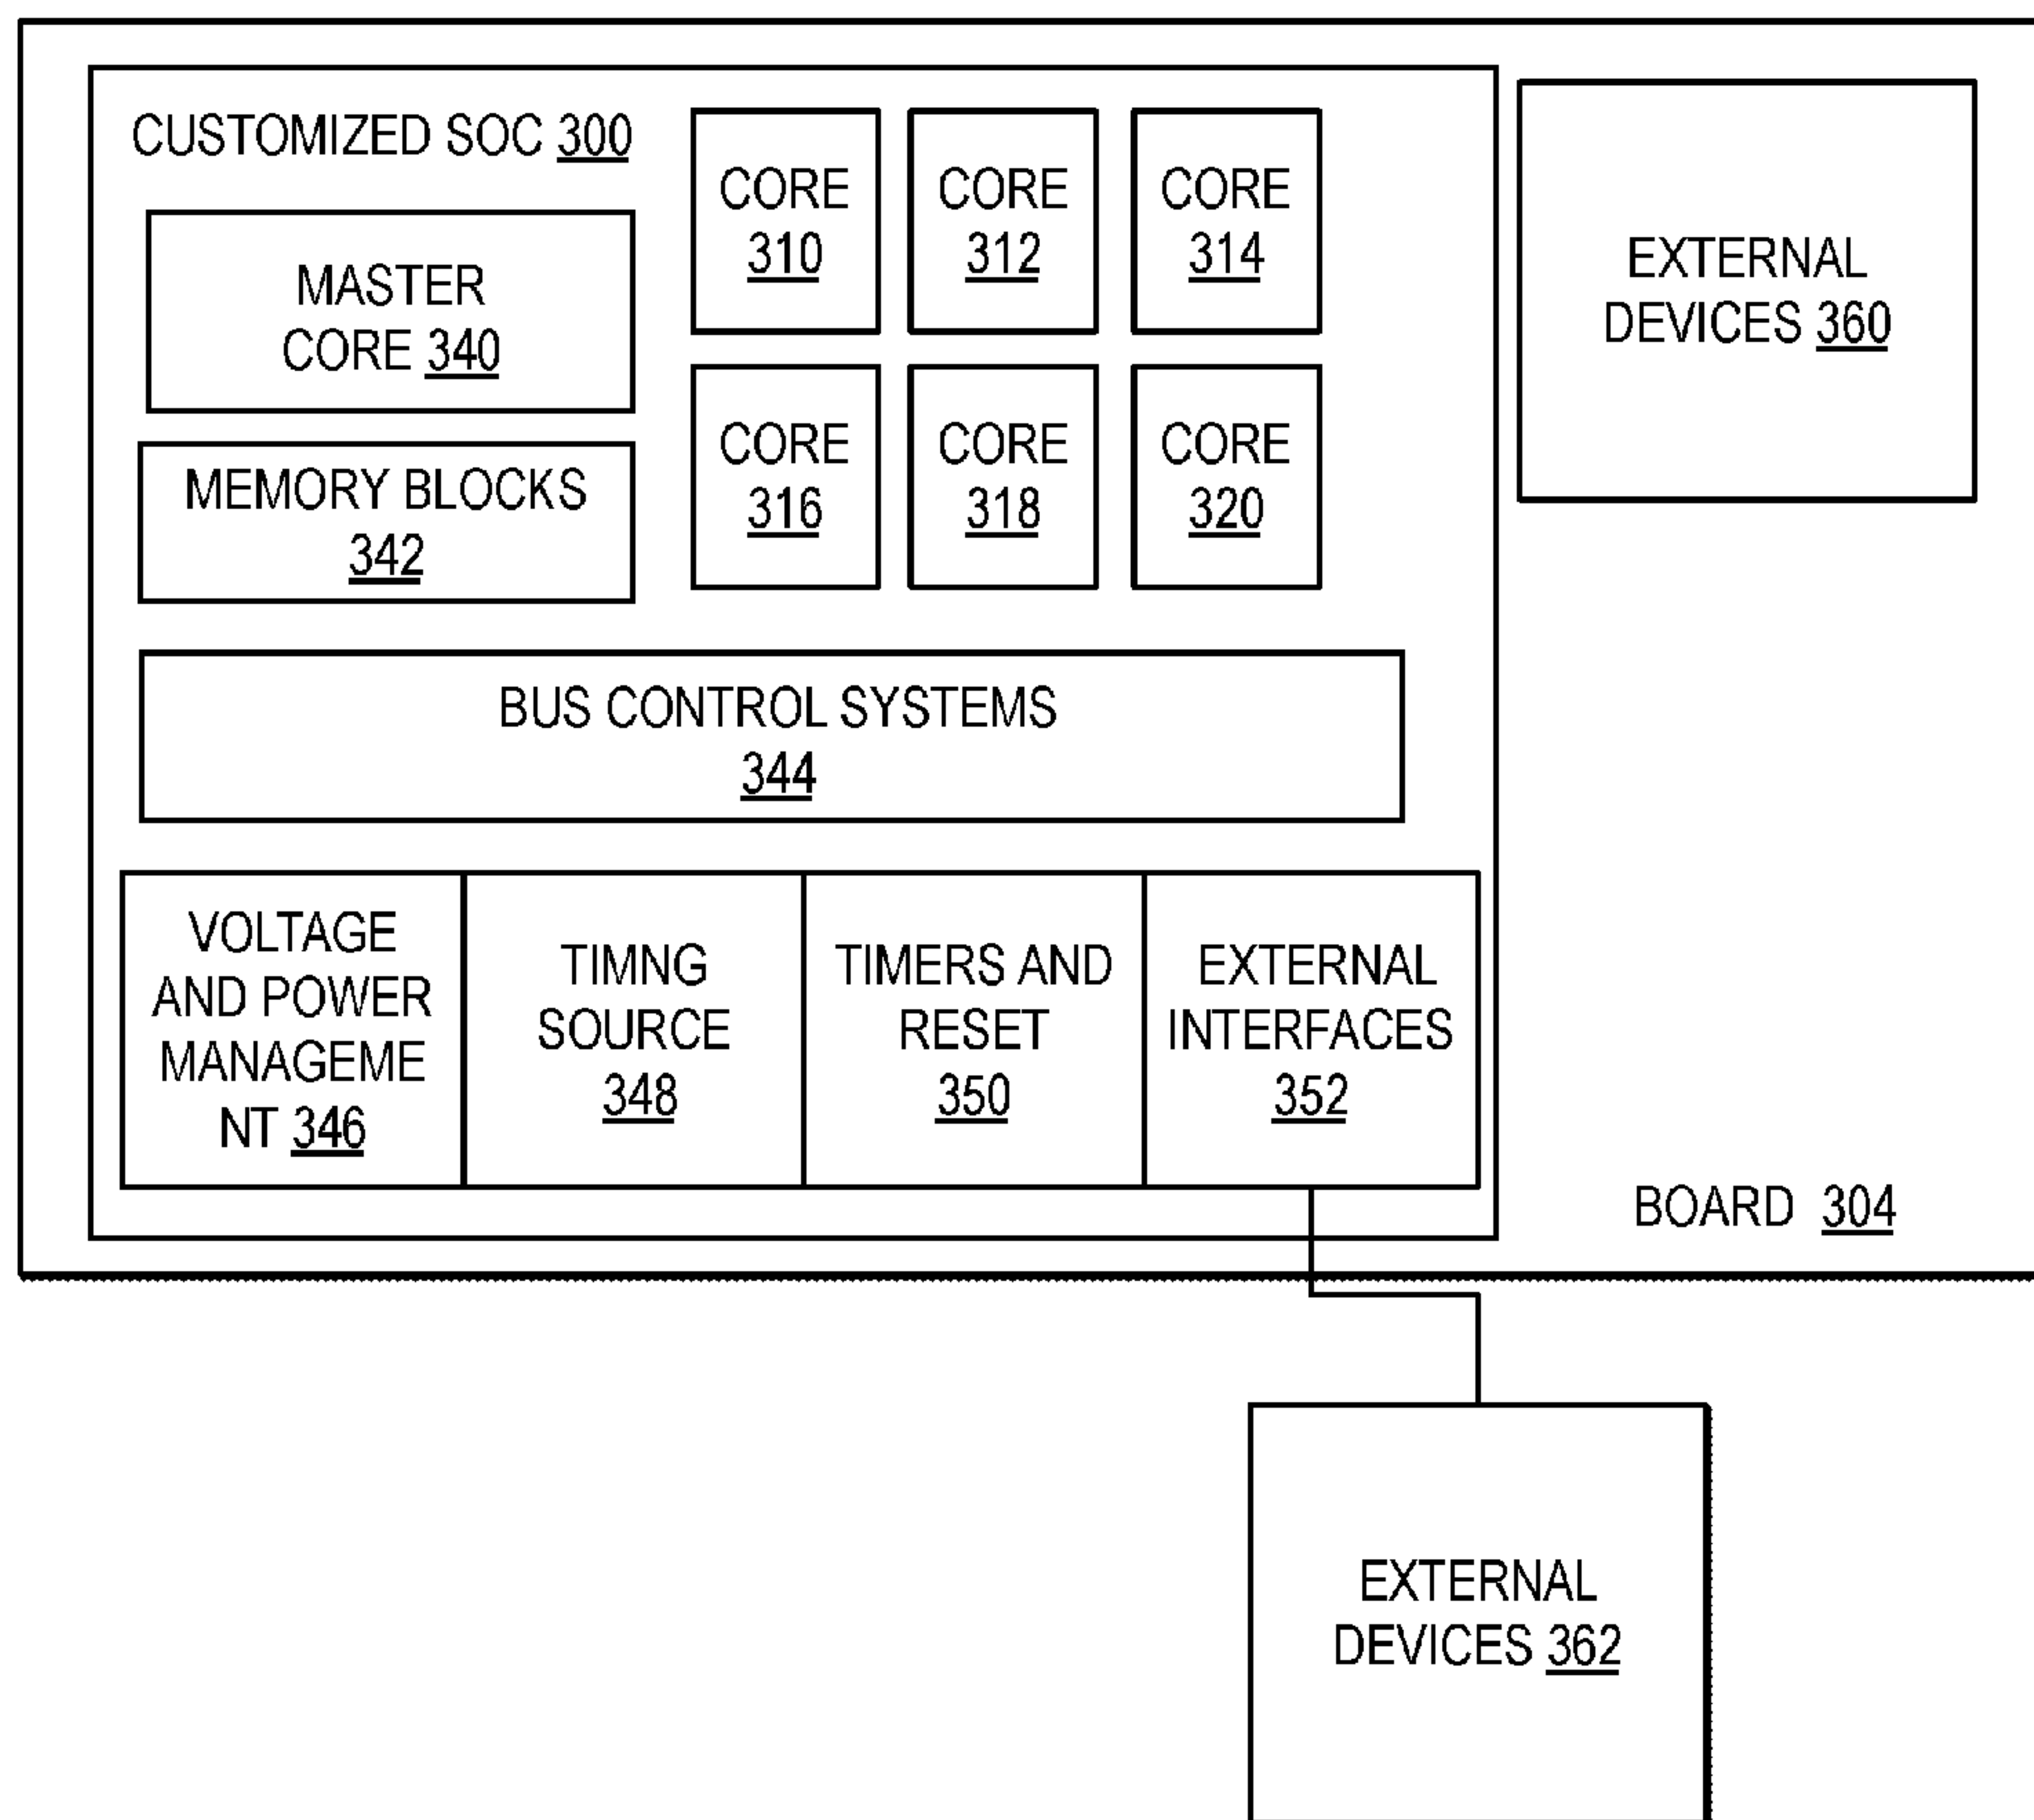 CUSTOMIZED SOC 300
MASTER
CORE 340
MEMORY BLOCKS
342
CORE
310
CORE
312
CORE
314
CORE
316
CORE
318
CORE
320
EXTERNAL
DEVICES 360
BUS CONTROL SYSTEMS
344
VOLTAGE
AND POWER
MANAGEME
NT 346
TIMNG
SOURCE
348
TIMERS AND
RESET
350
EXTERNAL
INTERFACES
352
BOARD 304
EXTERNAL
DEVICES 362